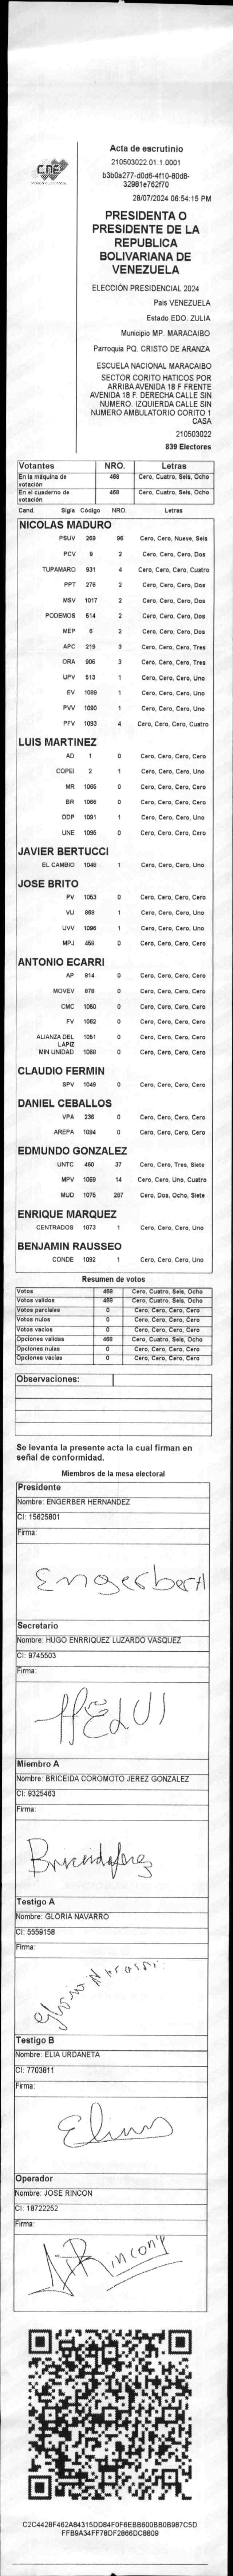 CNE
Acta de escrutinio
210503022.01.1.0001
b3b0a277-d0d6-4f10-80d8-
32981e762f70
28/07/2024 06:54:15 PM
PRESIDENTA O
PRESIDENTE DE LA
REPUBLICA
BOLIVARIANA DE
VENEZUELA
ELECCIÓN PRESIDENCIAL 2024
Pais VENEZUELA
Estado EDO. ZULIA
Municipio MP. MARACAIBO
Parroquia PQ. CRISTO DE ARANZA
ESCUELA NACIONAL MARACAIBO
SECTOR CORITO HATICOS POR
ARRIBA AVENIDA 18 F FRENTE
AVENIDA 18 F. DERECHA CALLE SIN
NUMERO. IZQUIERDA CALLE SIN
NUMERO AMBULATORIO CORITO 1
CASA
210503022
839 Electores
Votantes NRO. Letras
En la máquina de votación 468 Cero, Cuatro, Seis, Ocho
En el cuaderno de votación 468 Cero, Cuatro, Seis, Ocho
Cand. Sigla Código NRO. Letras
NICOLAS MADURO
PSUV 269 96 Cero, Cero, Nueve, Seis
PCV 9 2 Cero, Cero, Cero, Dos
TUPAMARO 931 4 Cero, Cero, Cero, Cuatro
PPT 276 2 Cero, Cero, Cero, Dos
MSV 1017 2 Cero, Cero, Cero, Dos
PODEMOS 514 2 Cero, Cero, Cero, Dos
MEP 6 2 Cero, Cero, Cero, Dos
APC 219 3 Cero, Cero, Cero, Tres
ORA 906 3 Cero, Cero, Cero, Tres
UPV 513 1 Cero, Cero, Cero, Uno
EV 1089 1 Cero, Cero, Cero, Uno
PVV 1090 1 Cero, Cero, Cero, Uno
PFV 1093 4 Cero, Cero, Cero, Cuatro
LUIS MARTINEZ
AD 1 0 Cero, Cero, Cero, Cero
COPEI 2 1 Cero, Cero, Cero, Uno
MR 1065 0 Cero, Cero, Cero, Cero
BR 1066 0 Cero, Cero, Cero, Cero
DDP 1091 1 Cero, Cero, Cero, Uno
UNE 1095 0 Cero, Cero, Cero, Cero
JAVIER BERTUCCI
EL CAMBIO 1048 1 Cero, Cero, Cero, Uno
JOSE BRITO
PV 1053 0 Cero, Cero, Cero, Cero
VU 868 1 Cero, Cero, Cero, Uno
UVV 1096 1 Cero, Cero, Cero, Uno
MPJ 459 0 Cero, Cero, Cero, Cero
ANTONIO ECARRI
AP 814 0 Cero, Cero, Cero, Cero
MOVEV 878 0 Cero, Cero, Cero, Cero
CMC 1050 0 Cero, Cero, Cero, Cero
FV 1062 0 Cero, Cero, Cero, Cero
ALIANZA DEL LAPIZ 1051 0 Cero, Cero, Cero, Cero
MIN UNIDAD 1068 0 Cero, Cero, Cero, Cero
CLAUDIO FERMIN
SPV 1049 0 Cero, Cero, Cero, Cero
DANIEL CEBALLOS
VPA 236 0 Cero, Cero, Cero, Cero
AREPA 1094 0 Cero, Cero, Cero, Cero
EDMUNDO GONZALEZ
UNTC 460 37 Cero, Cero, Tres, Siete
MPV 1069 14 Cero, Cero, Uno, Cuatro
MUD 1075 287 Cero, Dos, Ocho, Siete
ENRIQUE MARQUEZ
CENTRADOS 1073 1 Cero, Cero, Cero, Uno
BENJAMIN RAUSSEO
CONDE 1092 1 Cero, Cero, Cero, Uno
Resumen de votos
Votos 468 Cero, Cuatro, Seis, Ocho
Votos validos 468 Cero, Cuatro, Seis, Ocho
Votos parciales 0 Cero, Cero, Cero, Cero
Votos nulos 0 Cero, Cero, Cero, Cero
Votos vacios 0 Cero, Cero, Cero, Cero
Opciones validas 468 Cero, Cuatro, Seis, Ocho
Opciones nulas 0 Cero, Cero, Cero, Cero
Opciones vacias 0 Cero, Cero, Cero, Cero
Observaciones:
Se levanta la presente acta la cual firman en
señal de conformidad.
Miembros de la mesa electoral
Presidente
Nombre: ENGERBER HERNANDEZ
CI: 15625801
Firma:
EngerberH
Secretario
Nombre: HUGO ENRRIQUEZ LUZARDO VASQUEZ
CI: 9745503
Firma:
Miembro A
Nombre: BRICEIDA COROMOTO JEREZ GONZALEZ
CI: 9325463
Firma:
Testigo A
Nombre: GLORIA NAVARRO
CI: 5559158
Firma:
Testigo B
Nombre: ELIA URDANETA
CI: 7703811
Firma:
Operador
Nombre: JOSE RINCON
CI: 18722252
Firma:
C2C4428F462A84315DD84F0F6EBB600BB0B987C5D
FFB9A34FF78DF2866DC8809